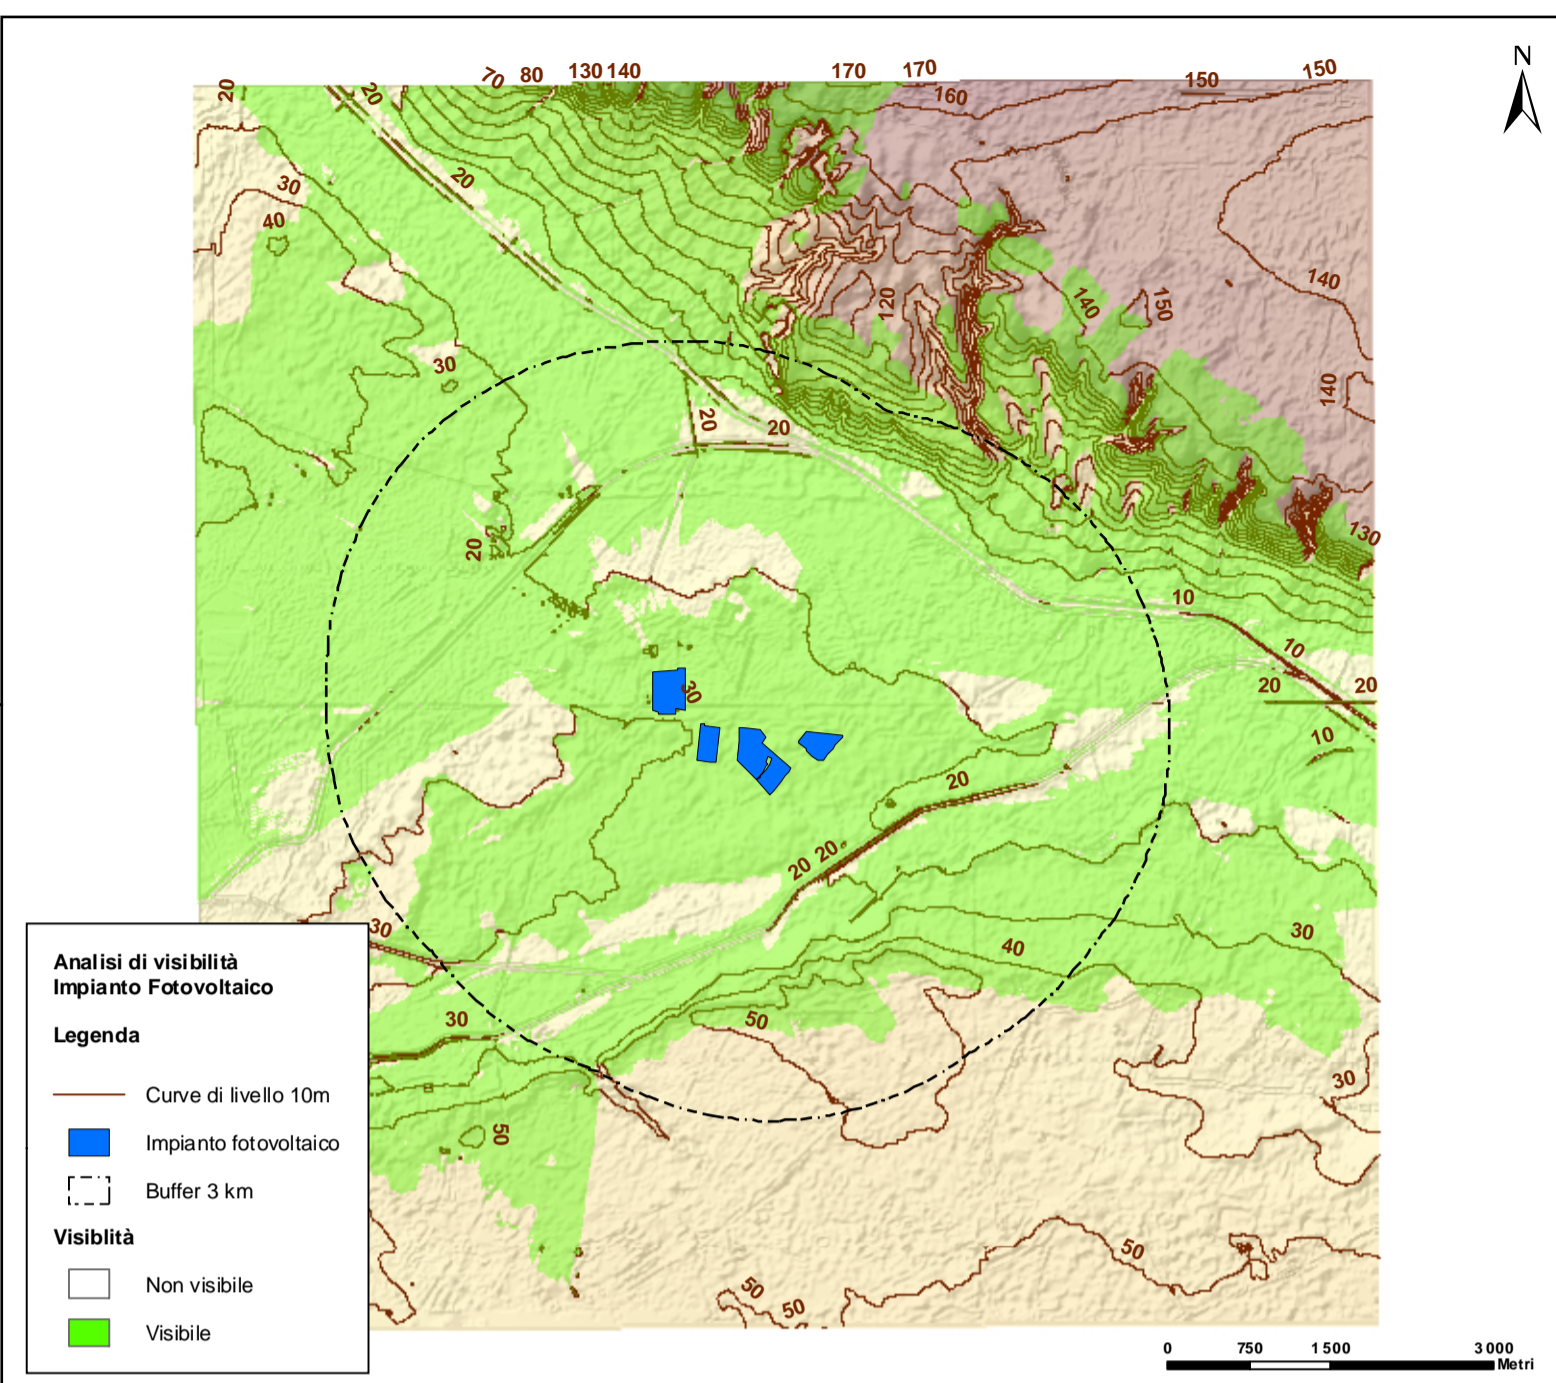 N
70 80 130 140 170 170 150 150
20 20 160
20
30
40
140
120 140 150
30
140
20 20
130
20
10
10
30
20 20
10
20
20 20
30
30
40
30
50
30
50
50
50
50
Analisi di visibilità
Impianto Fotovoltaico
Legenda
Curve di livello 10m
Impianto fotovoltaico
Buffer 3 km
Visiblità
Non visibile
Visibile
0 750 1 500 3 000
Metri